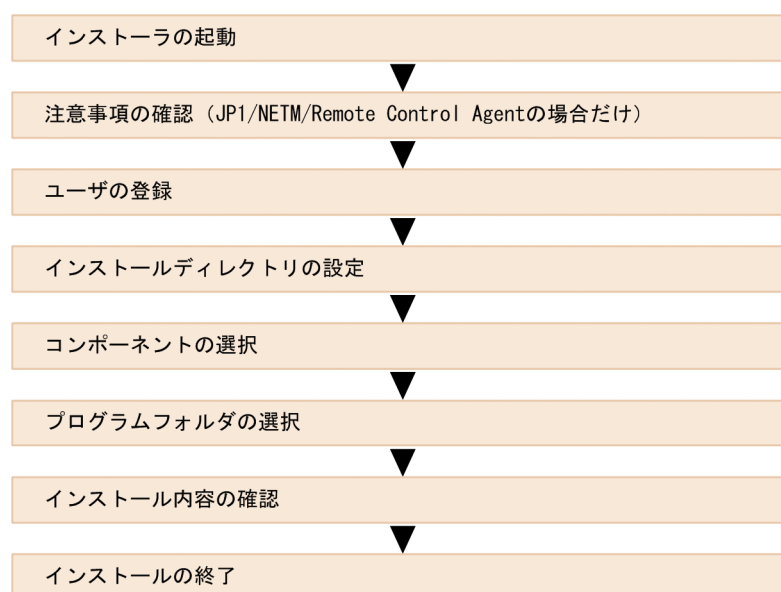 インストーラの起動
注意事項の確認（JP1/NETM/Remote Control Agentの場合だけ）
ユーザの登録
インストールディレクトリの設定
コンポーネントの選択
プログラムフォルダの選択
インストール内容の確認
インストールの終了